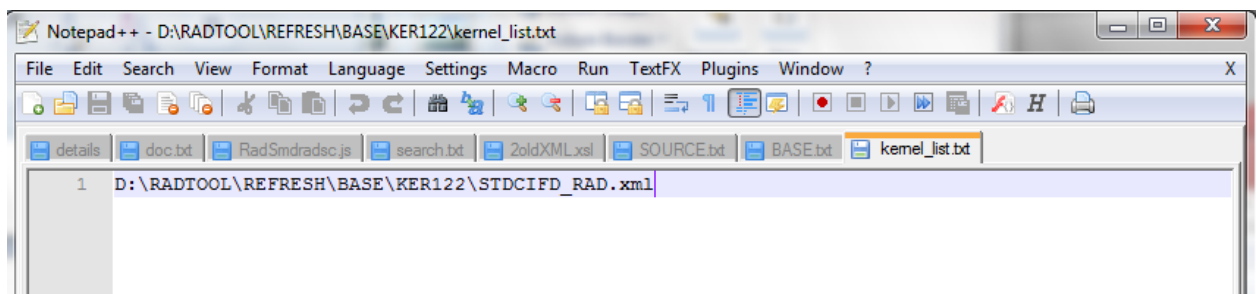 Notepad++ - D:\RADTOOL\REFRESH\BASE\KER122\kernel_list.txt
File Edit Search View Format Language Settings Macro Run TextFX Plugins Window ? X
details doc.txt RadSmdradsc.js search.txt 2oldXML.xsl SOURCE.txt BASE.txt kernel_list.txt
1 D:\RADTOOL\REFRESH\BASE\KER122\STDCIFD_RAD.xml